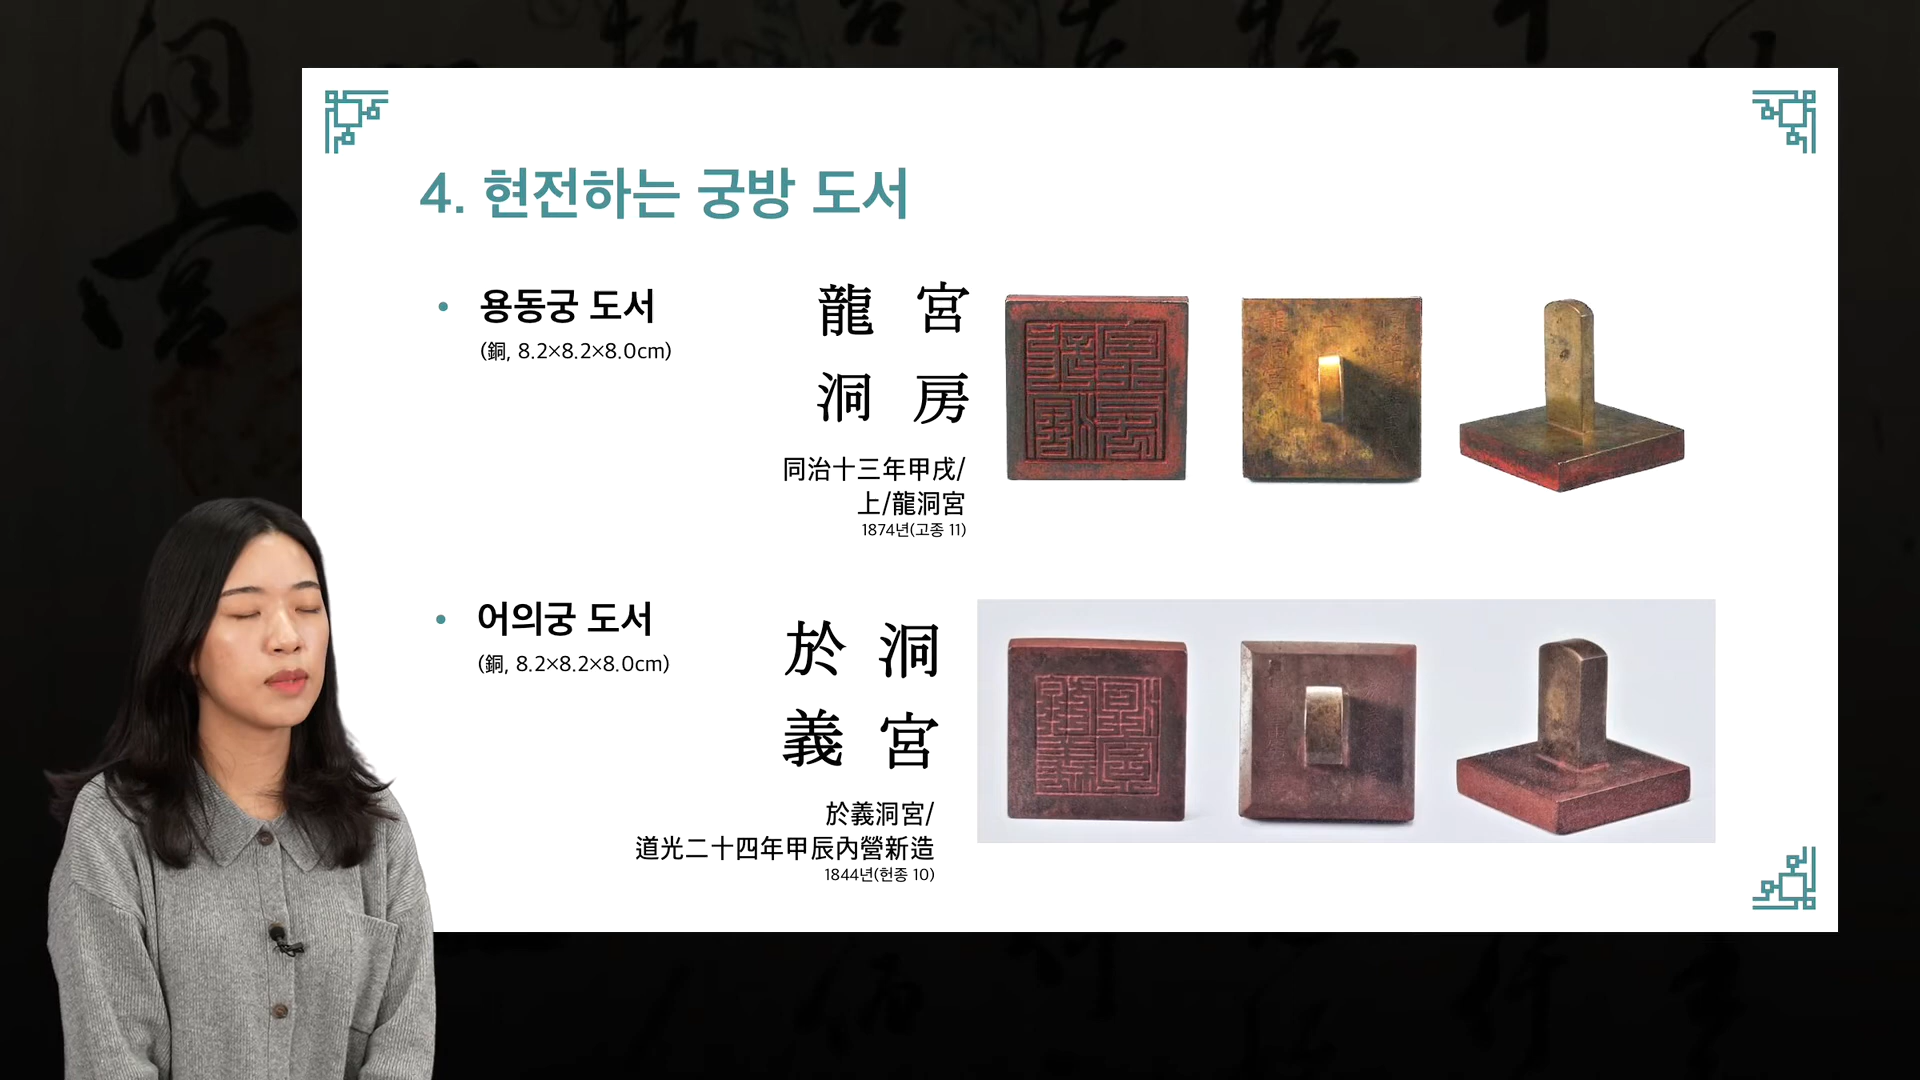 4. 현전하는 궁방 도서
• 용동궁 도서
(銅, 8.2×8.2×8.0cm)
龍 宮
洞 房
同治十三年甲戌/
上/龍洞宮
1874년(고종 11)
• 어의궁 도서
(銅, 8.2×8.2×8.0cm)
於 洞
義 宮
於義洞宮/
道光二十四年甲辰內營新造
1844년(헌종 10)